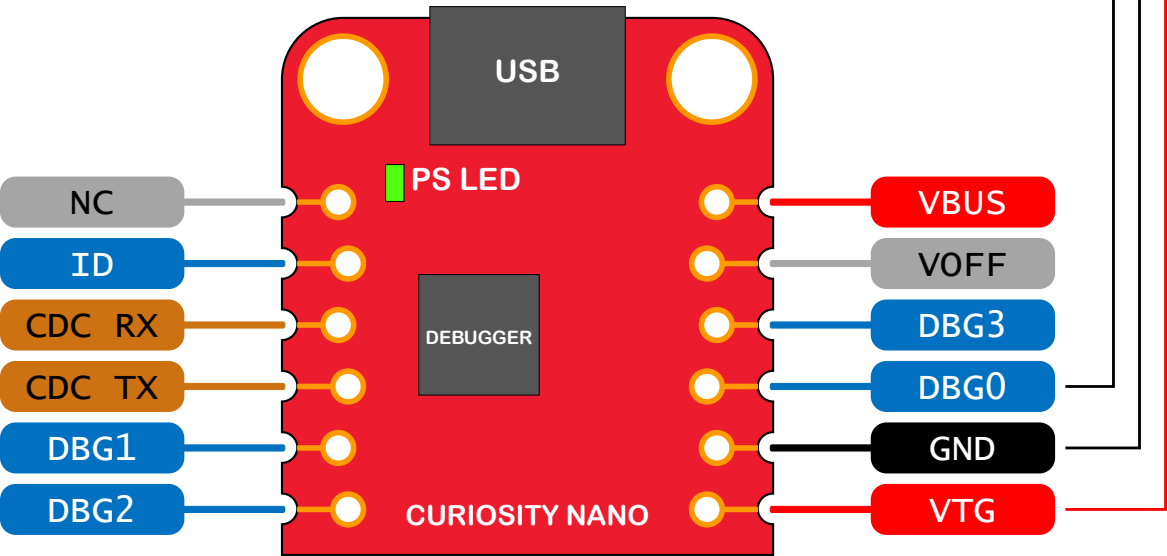 USB
PS LED
NC
VBUS
ID
VOFF
CDC RX
DBG3
DEBUGGER
CDC TX
DBG0
DBG1
GND
DBG2
CURIOSITY NANO
VTG